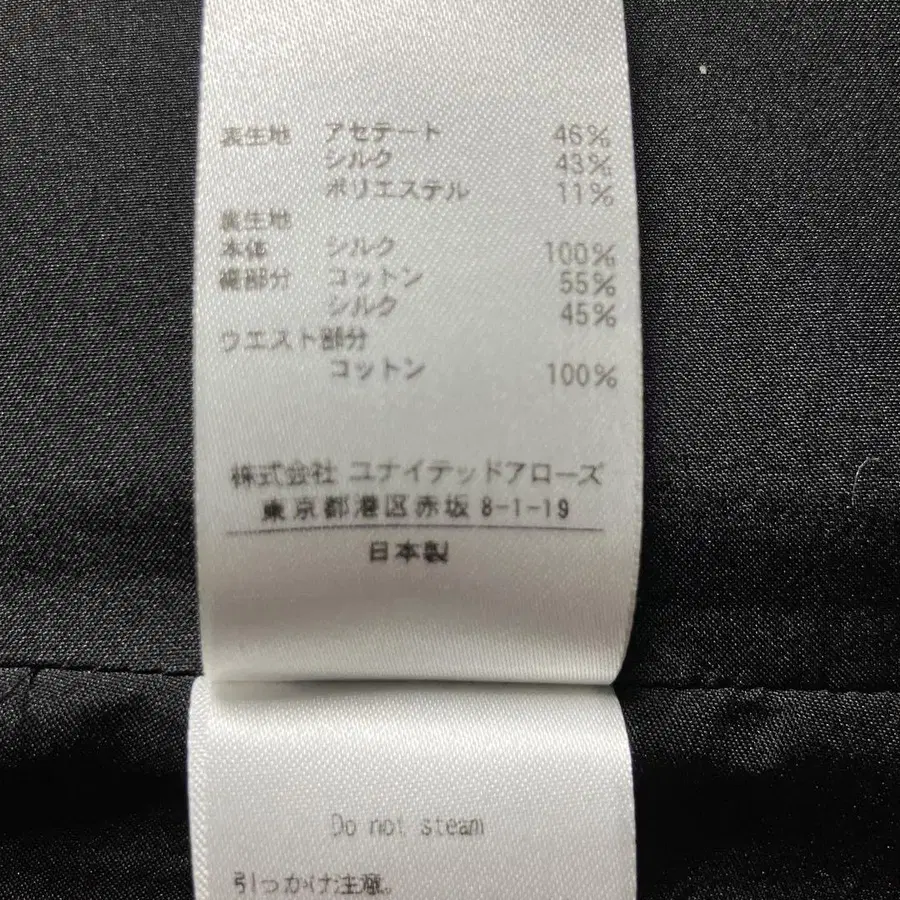 表生地 アセテート 46%
シルク 43%
ポリエステル 11%
裏生地
本体 シルク 100%
裾部分 コットン 55%
シルク 45%
ウエスト部分
コットン 100%
株式会社 ユナイテッドアローズ
東京都港区赤坂 8-1-19
日本製
Do not steam
引っかけ注意。